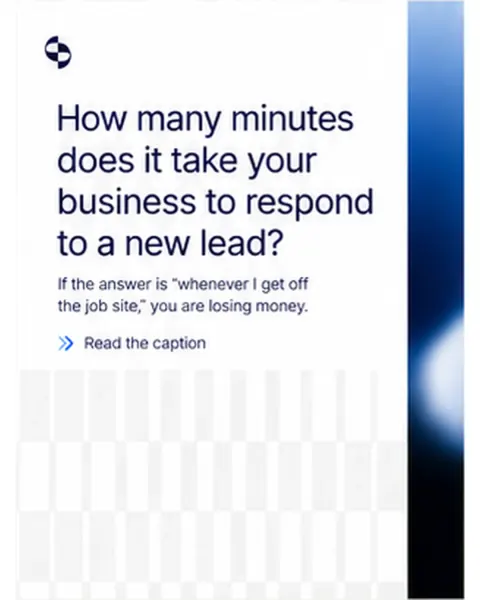 How many minutes
does it take your
business to respond
to a new lead?
If the answer is “whenever I get off
the job site,” you are losing money.
Read the caption